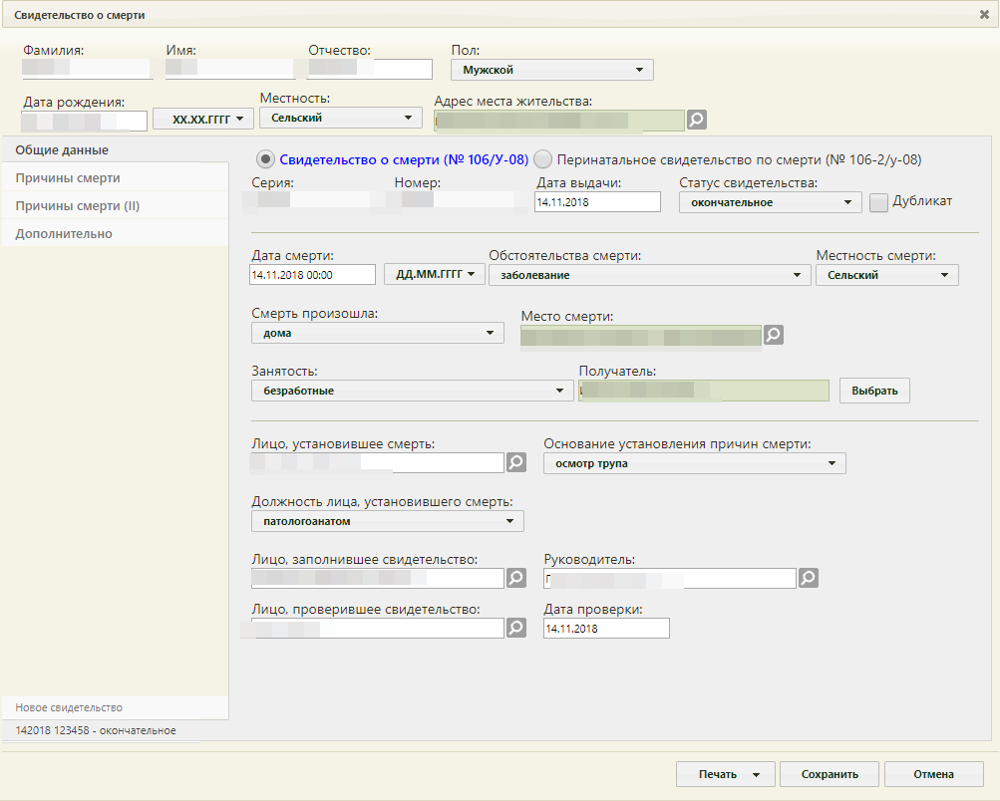 Свидетельство о смерти
Фамилия: Имя: Отчество: Пол:
Мужской
Дата рождения: Местность: Адрес места жительства:
XX.XX.ГГГГ Сельский
Общие данные
Причины смерти
Причины смерти (II)
Дополнительно
Свидетельство о смерти (№ 106/У-08) Перинатальное свидетельство по смерти (№ 106-2/у-08)
Серия: Номер: Дата выдачи: Статус свидетельства:
14.11.2018 окончательное Дубликат
Дата смерти: Обстоятельства смерти: Местность смерти:
14.11.2018 00:00 ДД.ММ.ГГГГ заболевание Сельский
Смерть произошла: Место смерти:
дома
Занятость: Получатель:
безработные Выбрать
Лицо, установившее смерть: Основание установления причин смерти:
осмотр трупа
Должность лица, установившего смерть:
патологоанатом
Лицо, заполнившее свидетельство: Руководитель:
Лицо, проверившее свидетельство: Дата проверки:
14.11.2018
Новое свидетельство
142018 123458 - окончательное
Печать Сохранить Отмена